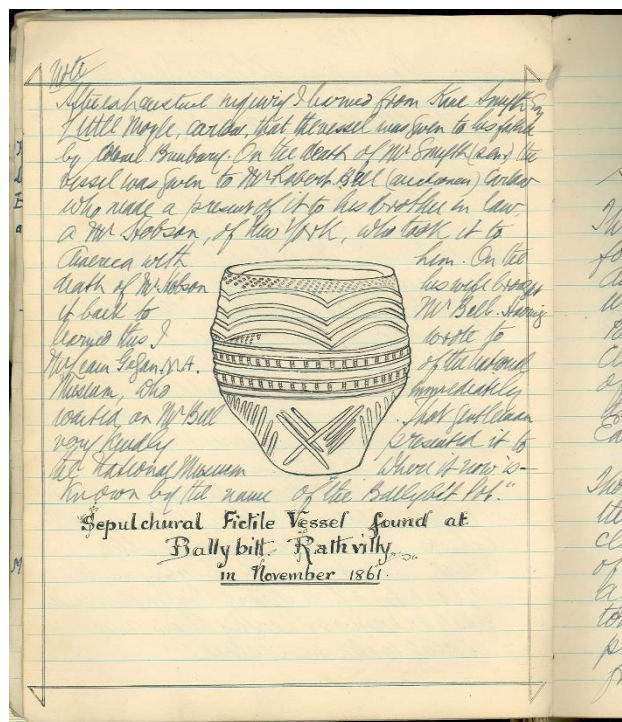 Note
After exhaustive inquiry I learned from Kane Smyth Esq
Little Moyle, Carlow, that the vessel was given to his father
by Colonel Bunbury. On the death of Mr Smyth (sen) the
vessel was given to Mr Robert Bell (auctioneer) Carlow
who made a present of it to his brother in law,
a Mr Hobson, of New York, who took it to
America with him. On the
death of Mr Hobson his wife brought
it back to Mr Bell. Having
learned this I wrote to
Mr M.A. of the National
Museum, who immediately
waited on Mr Bell That gentleman
very kindly presented it to
the National Museum where it now is—
Known by the name of "the Ballybit Pot."
Sepulchural Fictile Vessel found at
Ballybitt Rathvilly
in November 1861.
M